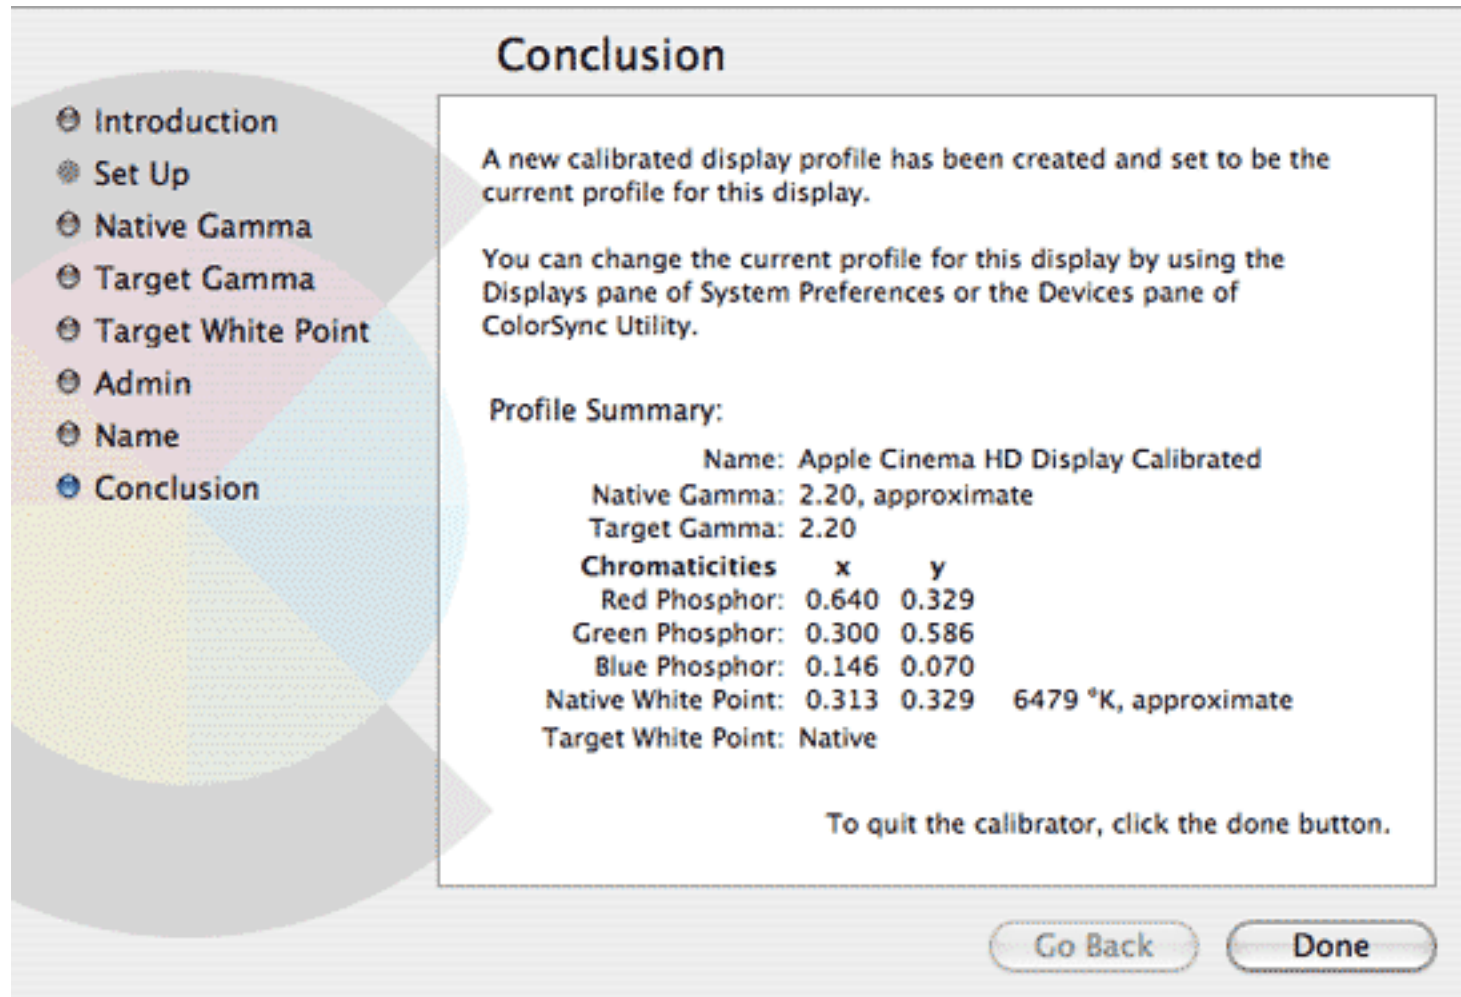 Conclusion
Introduction
Set Up
Native Gamma
Target Gamma
Target White Point
Admin
Name
Conclusion
A new calibrated display profile has been created and set to be the
current profile for this display.
You can change the current profile for this display by using the
Displays pane of System Preferences or the Devices pane of
ColorSync Utility.
Profile Summary:
Name: Apple Cinema HD Display Calibrated
Native Gamma: 2.20, approximate
Target Gamma: 2.20
Chromaticities x y
Red Phosphor: 0.640 0.329
Green Phosphor: 0.300 0.586
Blue Phosphor: 0.146 0.070
Native White Point: 0.313 0.329 6479 °K, approximate
Target White Point: Native
To quit the calibrator, click the done button.
Go Back Done